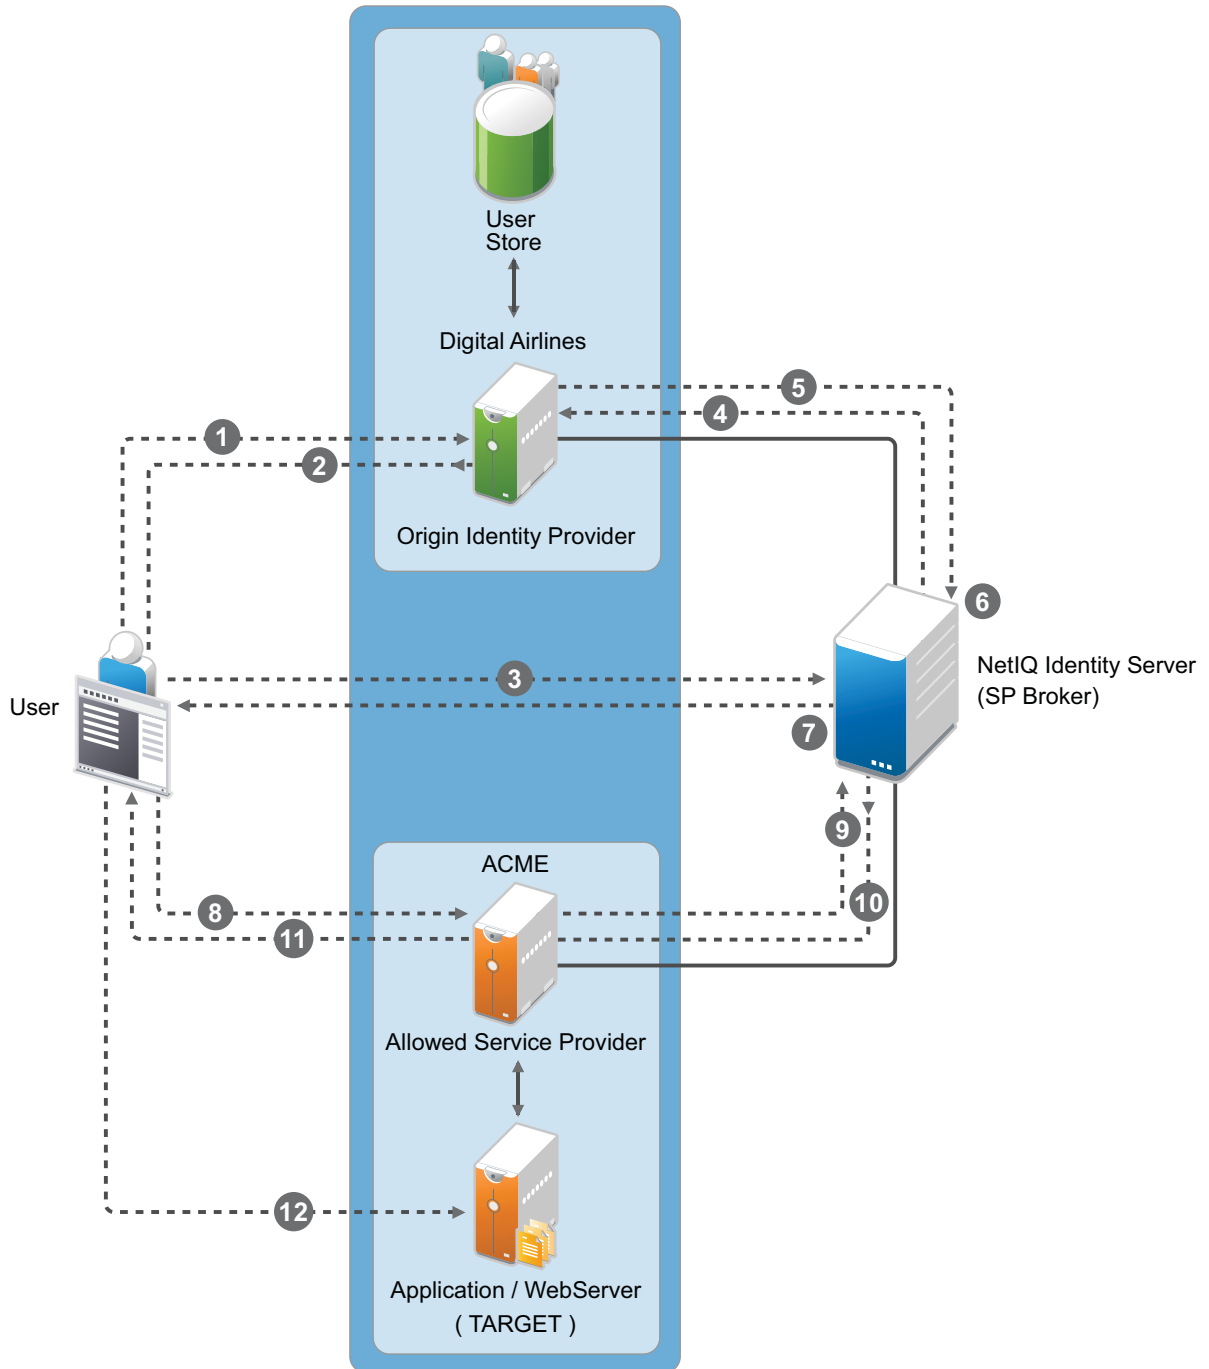 User
Store
Digital Airlines
5
4
1
2
Origin Identity Provider
6
NetIQ Identity Server
(SP Broker)
3
User
7
9
ACME
10
8
11
Allowed Service Provider
12
Application / WebServer
( TARGET )